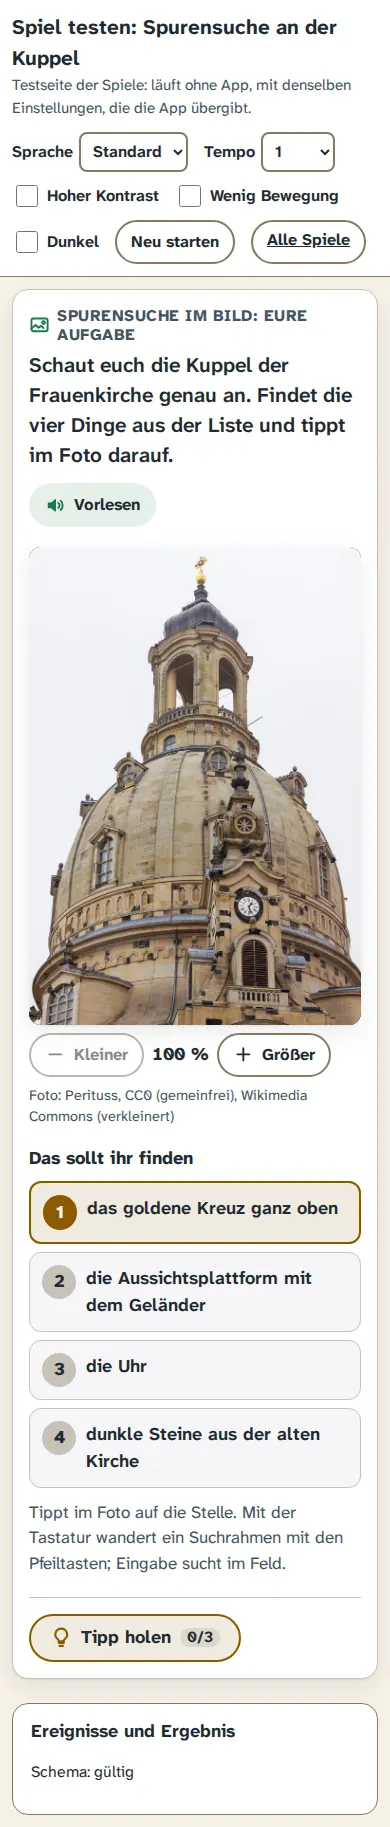 Spiel testen: Spurensuche an der
Kuppel
Testseite der Spiele: läuft ohne App, mit denselben
Einstellungen, die die App übergibt.
Sprache Standard Tempo 1
Hoher Kontrast Wenig Bewegung
Dunkel Neu starten Alle Spiele
SPURENSUCHE IM BILD: EURE
AUFGABE
Schaut euch die Kuppel der
Frauenkirche genau an. Findet die
vier Dinge aus der Liste und tippt
im Foto darauf.
Vorlesen
Kleiner 100 % Größer
Foto: Perituss, CC0 (gemeinfrei), Wikimedia
Commons (verkleinert)
Das sollt ihr finden
1 das goldene Kreuz ganz oben
2 die Aussichtsplattform mit
dem Geländer
3 die Uhr
4 dunkle Steine aus der alten
Kirche
Tippt im Foto auf die Stelle. Mit der
Tastatur wandert ein Suchrahmen mit den
Pfeiltasten; Eingabe sucht im Feld.
Tipp holen 0/3
Ereignisse und Ergebnis
Schema: gültig